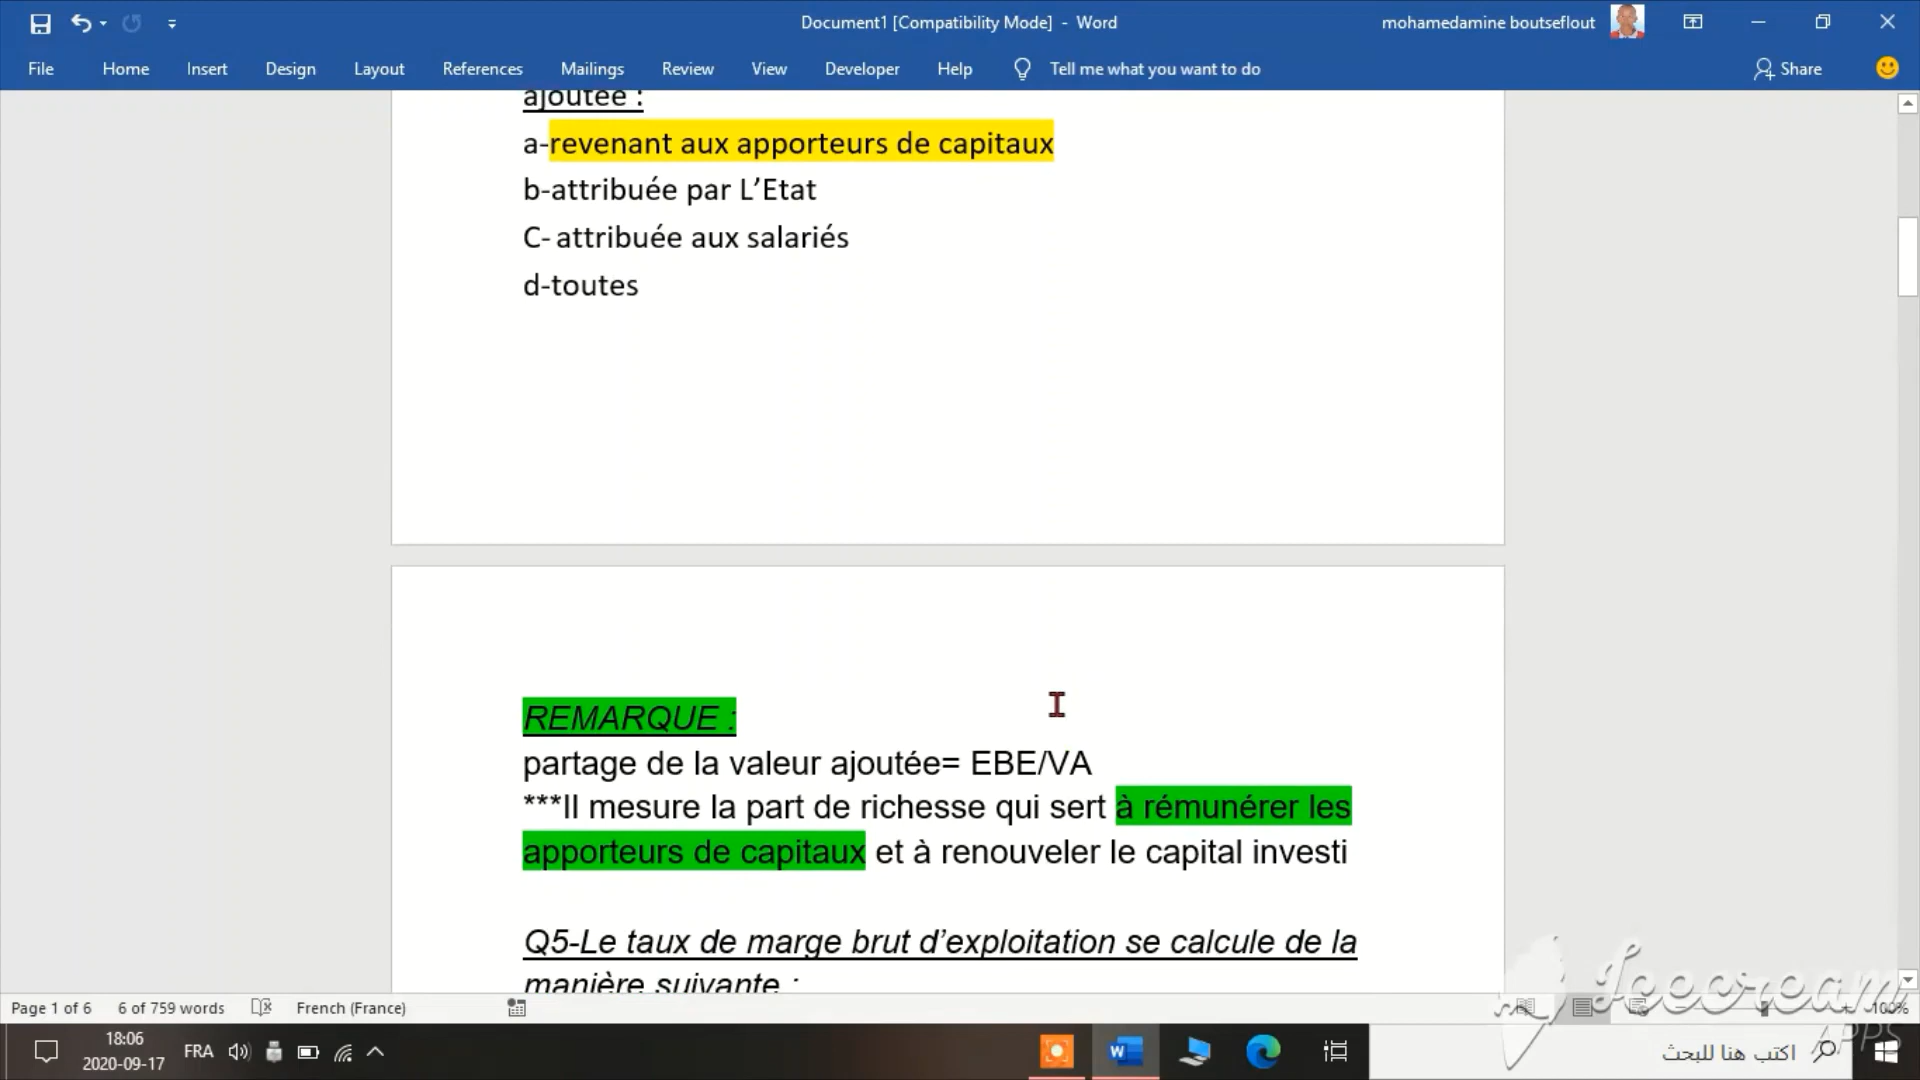 Document1 [Compatibility Mode] - Word
mohamedamine boutseflout
File Home Insert Design Layout References Mailings Review View Developer Help Tell me what you want to do Share
ajoutée :
a-revenant aux apporteurs de capitaux
b-attribuée par L’Etat
C- attribuée aux salariés
d-toutes
REMARQUE :
partage de la valeur ajoutée= EBE/VA
***Il mesure la part de richesse qui sert à rémunérer les
apporteurs de capitaux et à renouveler le capital investi
Q5-Le taux de marge brut d’exploitation se calcule de la
manière suivante :
Page 1 of 6 6 of 759 words French (France) 100%
Icecream
APPS
18:06
2020-09-17
FRA
اكتب هنا للبحث